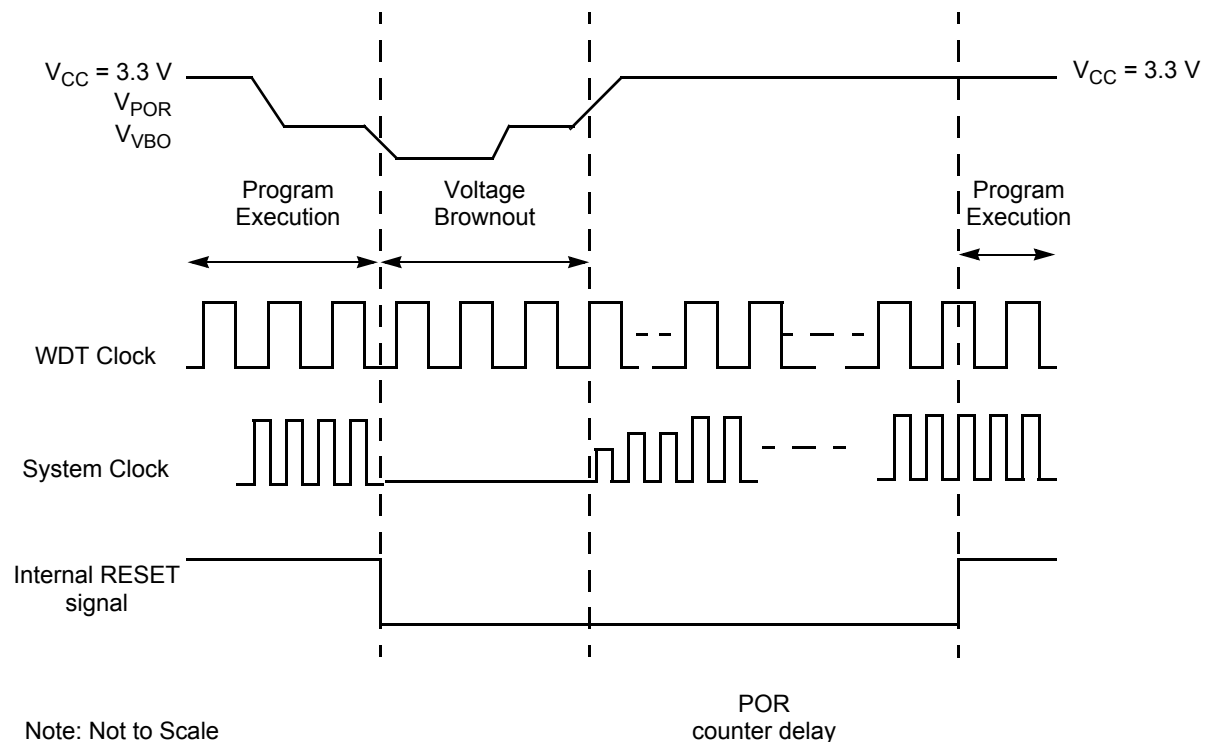 V_CC = 3.3 V
V_POR
V_VBO
V_CC = 3.3 V
Program
Execution
Voltage
Brownout
Program
Execution
WDT Clock
System Clock
Internal RESET
signal
POR
counter delay
Note: Not to Scale